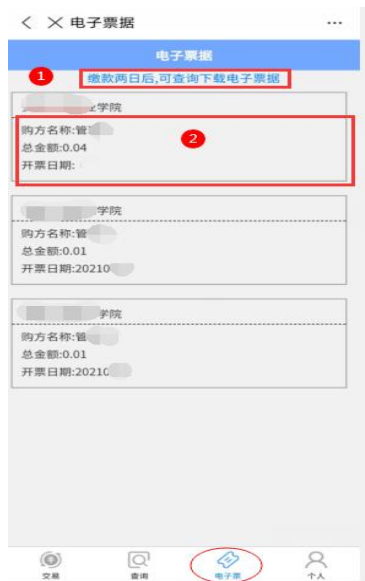 电子票据
...
电子票据
1
缴款两日后,可查询下载电子票据
业学院
购方名称:管
2
总金额:0.04
开票日期:
学院
购方名称:管
总金额:0.01
开票日期:20210
学院
购方名称:管
总金额:0.01
开票日期:20210
交易 查询 电子票 个人